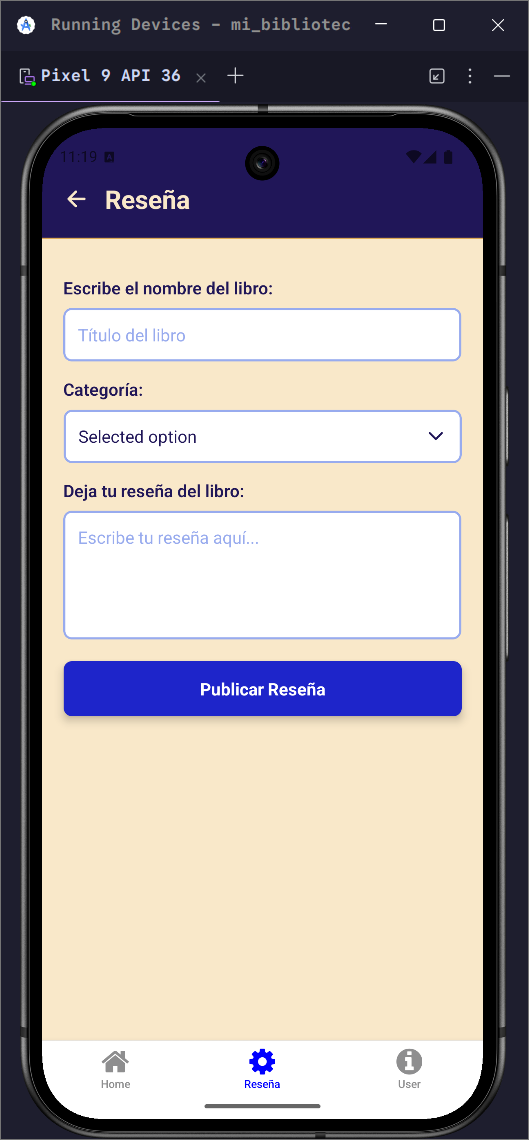 Running Devices - mi_bibliotec
Pixel 9 API 36
11:19
Reseña
Escribe el nombre del libro:
Título del libro
Categoría:
Selected option
Deja tu reseña del libro:
Escribe tu reseña aquí...
Publicar Reseña
Home
Reseña
User